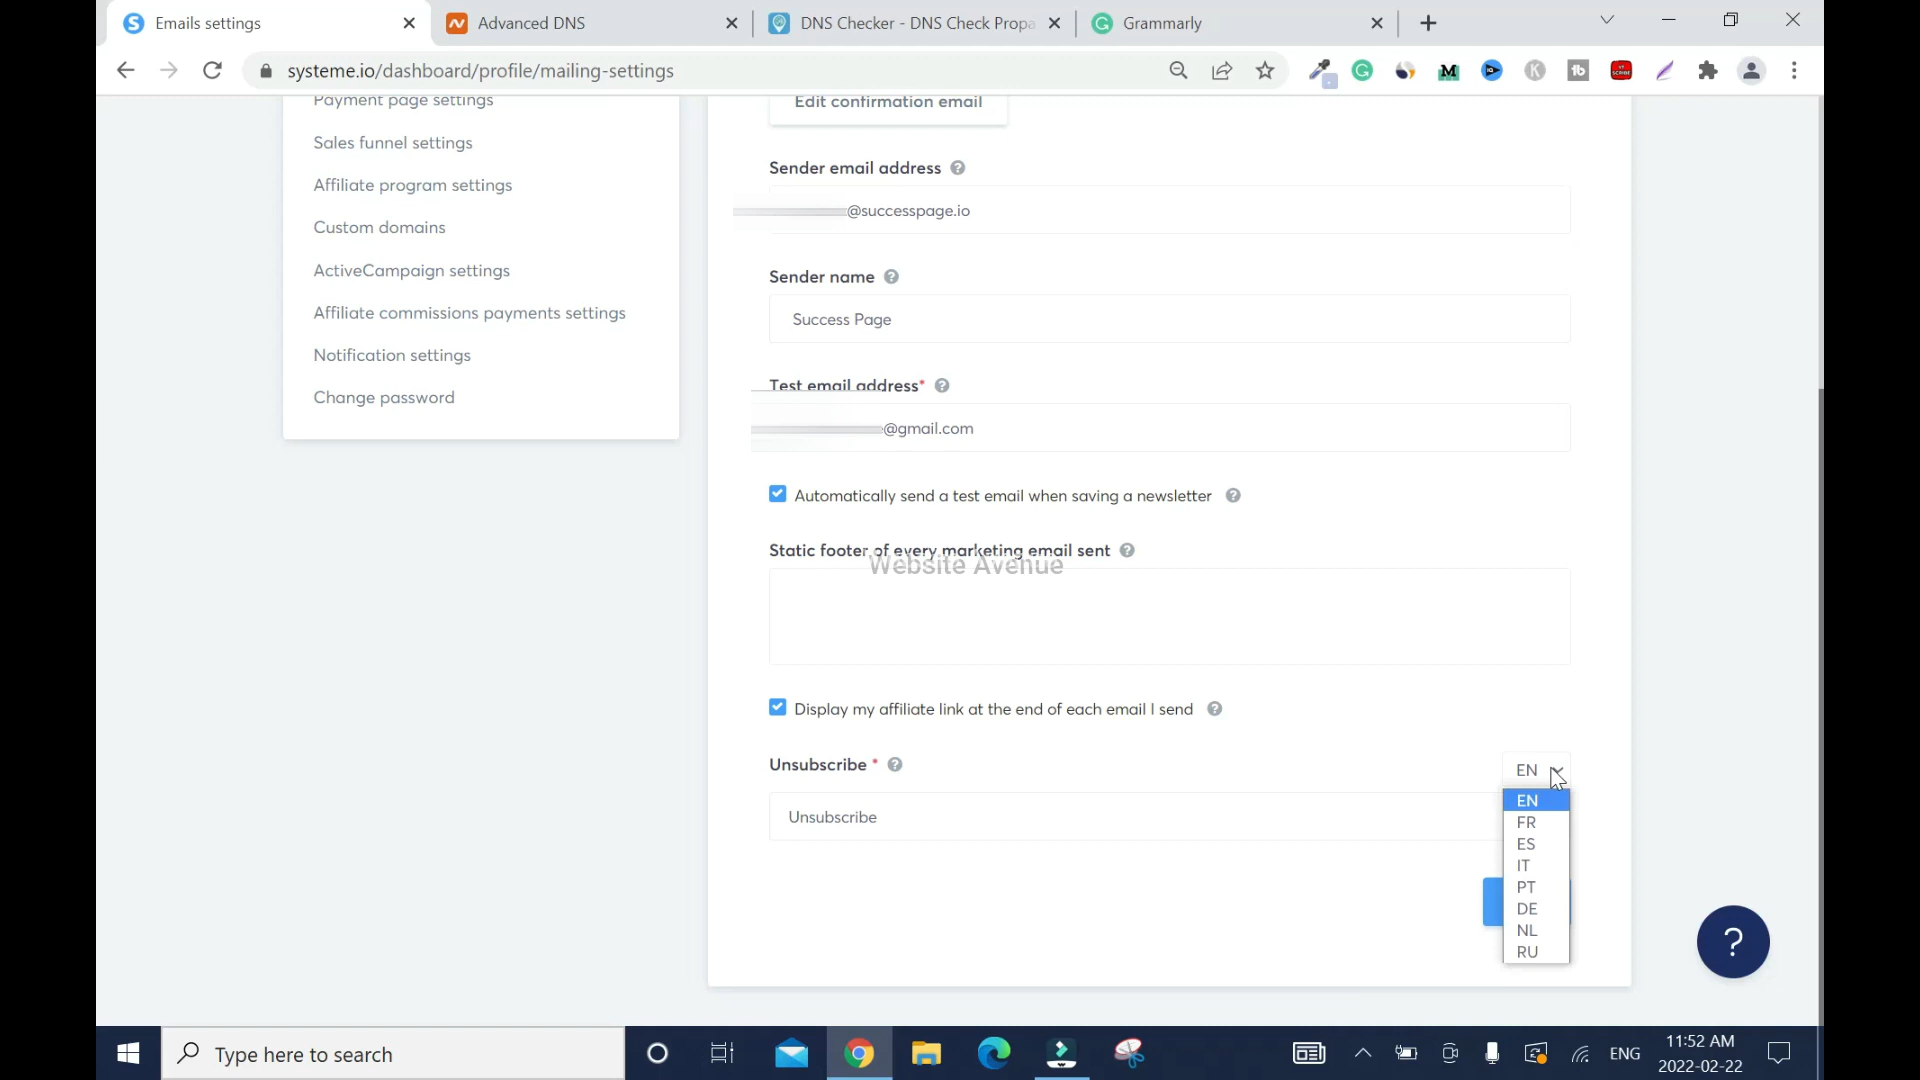 Emails settings
Advanced DNS
DNS Checker - DNS Check Propa
Grammarly
systeme.io/dashboard/profile/mailing-settings
Payment page settings
Sales funnel settings
Affiliate program settings
Custom domains
ActiveCampaign settings
Affiliate commissions payments settings
Notification settings
Change password
Edit confirmation email
Sender email address
@successpage.io
Sender name
Success Page
Test email address*
@gmail.com
Automatically send a test email when saving a newsletter
Static footer of every marketing email sent
Website Avenue
Display my affiliate link at the end of each email I send
Unsubscribe *
EN
Unsubscribe
EN
FR
ES
IT
PT
DE
NL
RU
?
Type here to search
ENG
11:52 AM
2022-02-22